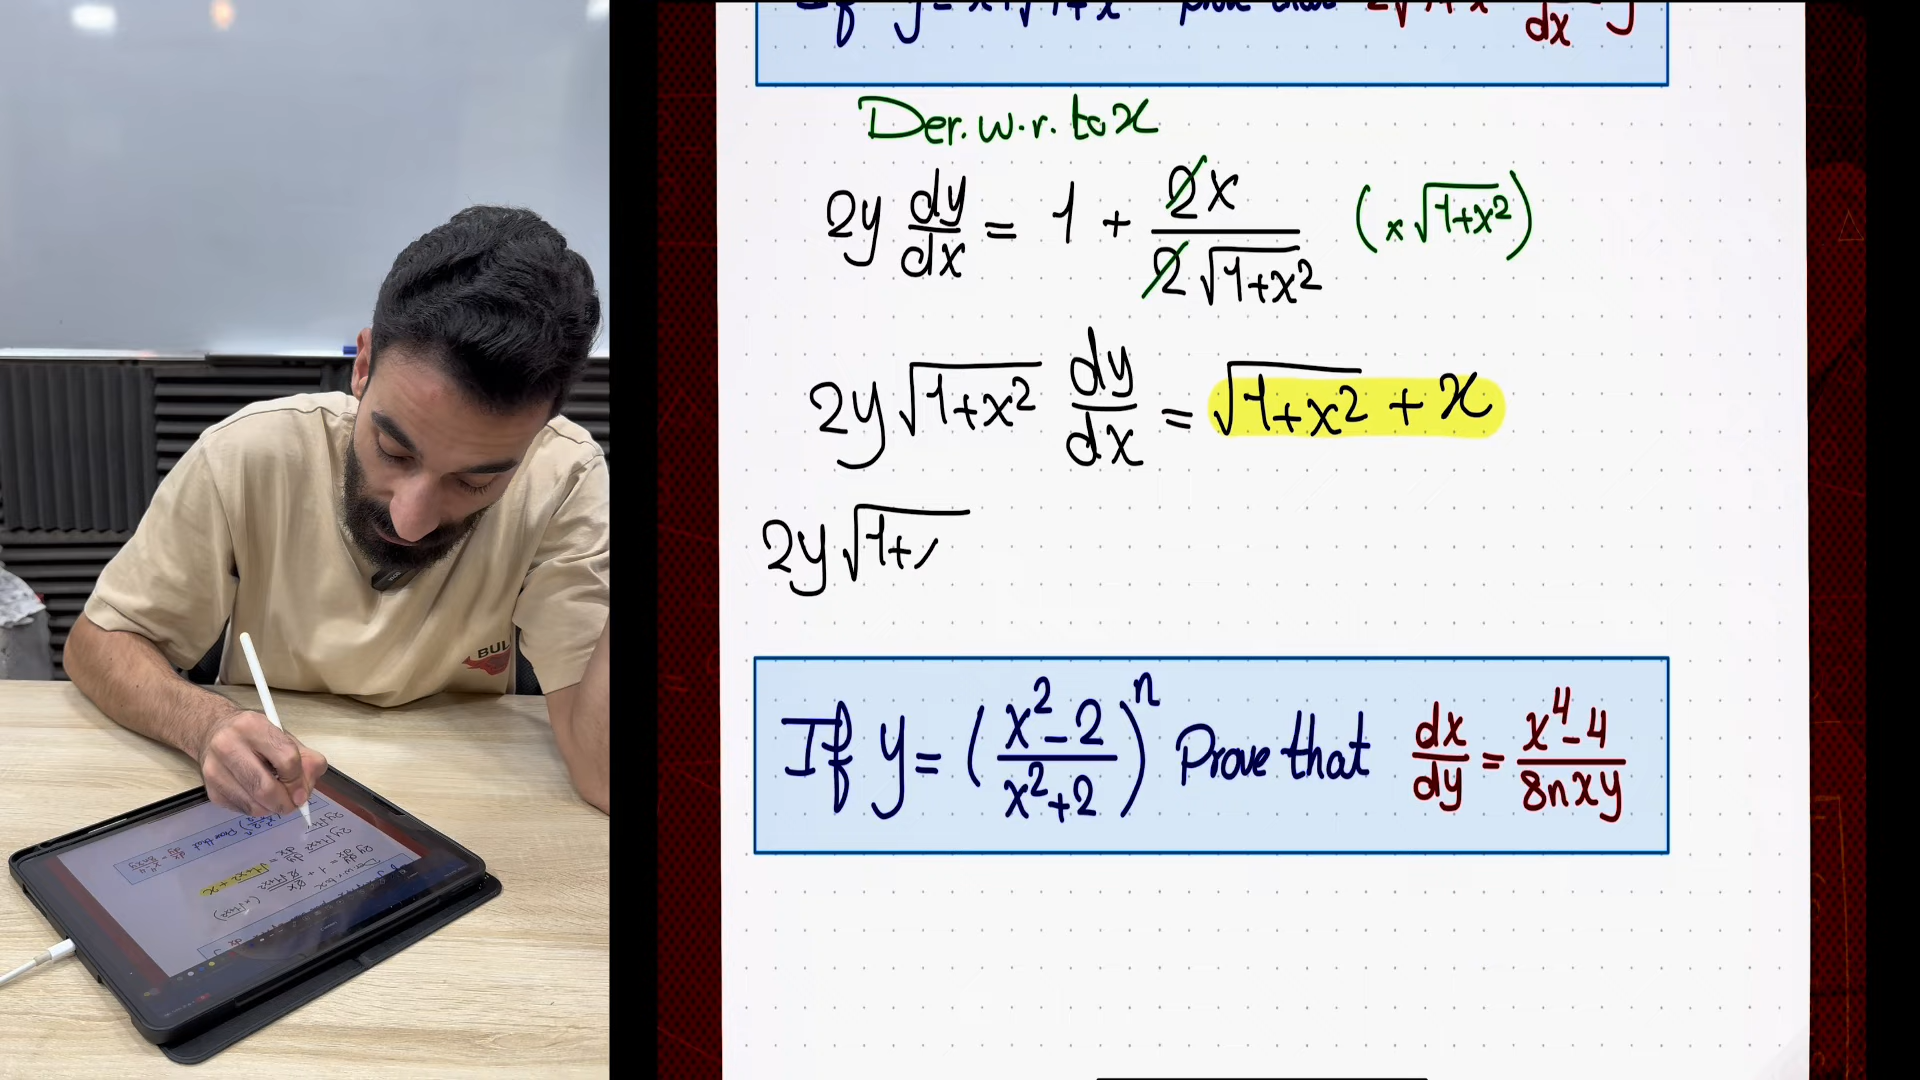 Der. w.r. to x
2y dy/dx = 1 + 2x/(2√(1+x²)) (× √(1+x²))
2y √(1+x²) dy/dx = √(1+x²) + x
2y √(1+
If y = ((x²-2)/(x²+2))ⁿ Prove that dx/dy = (x⁴-4)/(8nxy)
BUL